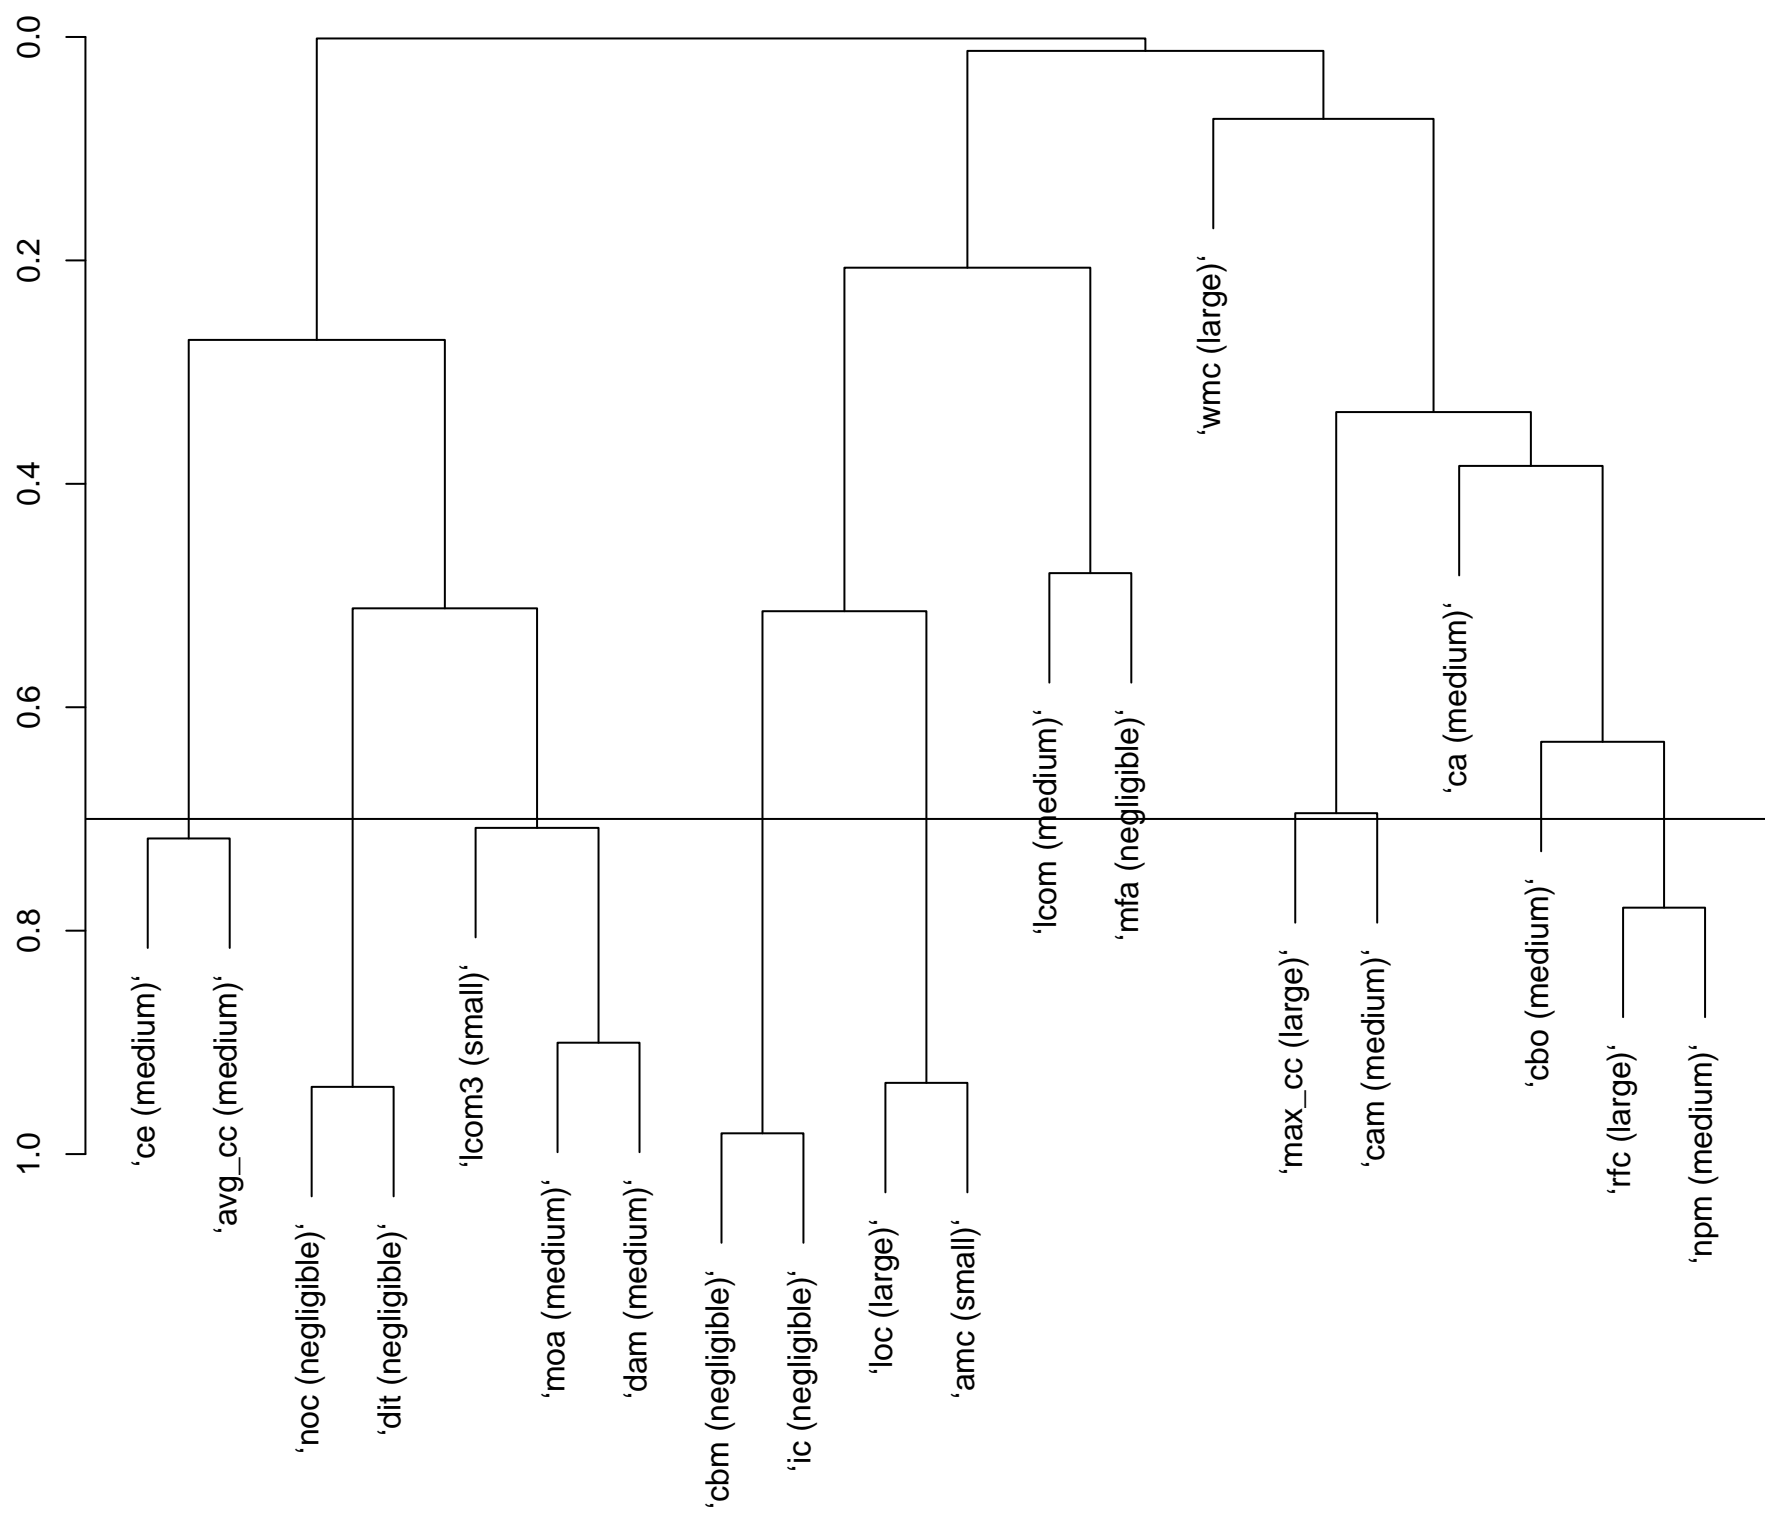 0.0
0.2
0.4
0.6
0.8
1.0
‘ce (medium)‘
‘avg_cc (medium)‘
‘noc (negligible)‘
‘dit (negligible)‘
‘lcom3 (small)‘
‘moa (medium)‘
‘dam (medium)‘
‘cbm (negligible)‘
‘ic (negligible)‘
‘loc (large)‘
‘amc (small)‘
‘lcom (medium)‘
‘mfa (negligible)‘
‘wmc (large)‘
‘max_cc (large)‘
‘cam (medium)‘
‘ca (medium)‘
‘cbo (medium)‘
‘rfc (large)‘
‘npm (medium)‘